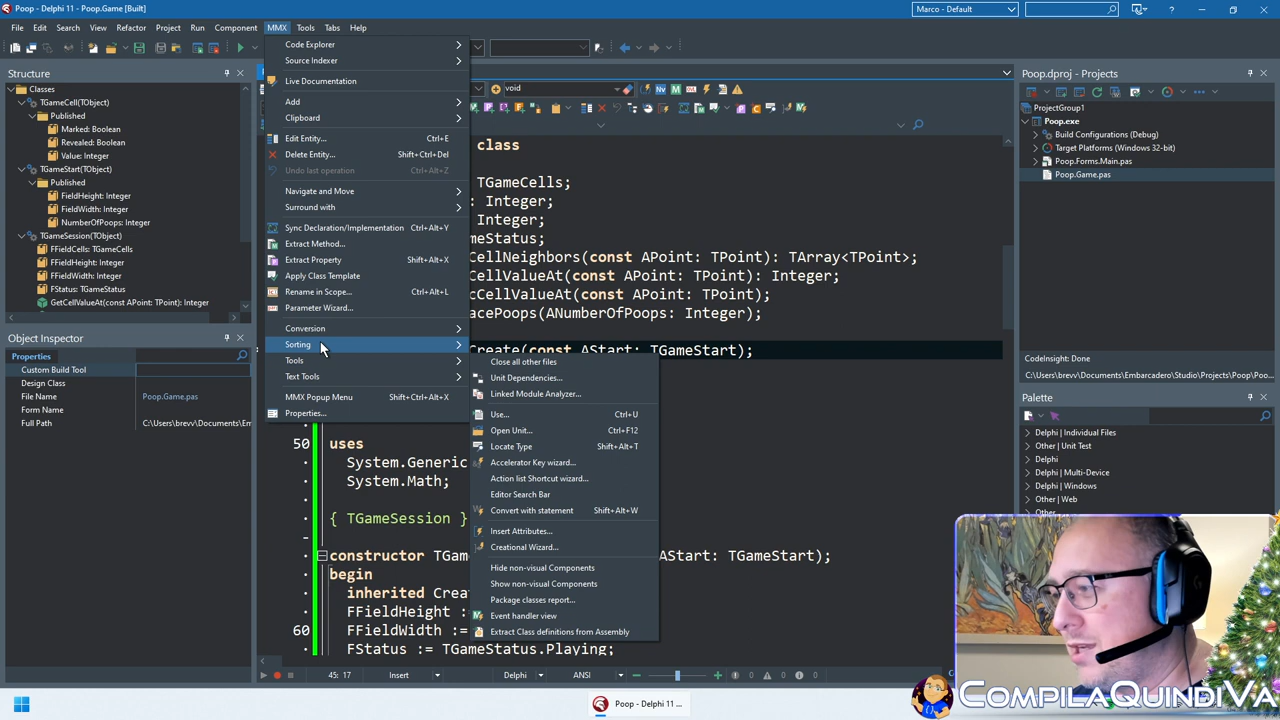 Poop - Delphi 11 - Poop.Game [Built]
Marco - Default
File Edit Search View Refactor Project Run Component MMX Tools Tabs Help
Structure
Classes
TGameCell(TObject)
Published
Marked: Boolean
Revealed: Boolean
Value: Integer
TGameStart(TObject)
Published
FieldHeight: Integer
FieldWidth: Integer
NumberOfPoops: Integer
TGameSession(TObject)
FFieldCells: TGameCells
FFieldHeight: Integer
FFieldWidth: Integer
FStatus: TGameStatus
GetCellValueAt(const APoint: TPoint): Integer
Object Inspector
Properties
Custom Build Tool
Design Class
File Name Poop.Game.pas
Form Name
Full Path C:\Users\brevv\Documents\Emb
Code Explorer
Source Indexer
Live Documentation
Add
Clipboard
Edit Entity... Ctrl+E
Delete Entity... Shift+Ctrl+Del
Undo last operation Ctrl+Alt+Z
Navigate and Move
Surround with
Sync Declaration/Implementation Ctrl+Alt+Y
Extract Method...
Extract Property Shift+Alt+X
Apply Class Template
Rename in Scope... Ctrl+Alt+L
Parameter Wizard...
Conversion
Sorting
Tools
Text Tools
MMX Popup Menu Shift+Ctrl+Alt+X
Properties...
Close all other files
Unit Dependencies...
Linked Module Analyzer...
Use... Ctrl+U
Open Unit... Ctrl+F12
Locate Type Shift+Alt+T
Accelerator Key wizard...
Action list Shortcut wizard...
Editor Search Bar
Convert with statement Shift+Alt+W
Insert Attributes...
Creational Wizard...
Hide non-visual Components
Show non-visual Components
Package classes report...
Event handler view
Extract Class definitions from Assembly
void
class
TGameCells;
: Integer;
Integer;
meStatus;
CellNeighbors(const APoint: TPoint): TArray<TPoint>;
CellValueAt(const APoint: TPoint): Integer;
cCellValueAt(const APoint: TPoint);
acePoops(ANumberOfPoops: Integer);
Create(const AStart: TGameStart);
50 uses
System.Generic
System.Math;
{ TGameSession }
constructor TG AStart: TGameStart);
begin
inherited Crea
FFieldHeight :
60 FFieldWidth :=
FStatus := TGameStatus.Playing;
45: 17 Insert Delphi ANSI 0 0 0
Poop.dproj - Projects
ProjectGroup1
Poop.exe
Build Configurations (Debug)
Target Platforms (Windows 32-bit)
Poop.Forms.Main.pas
Poop.Game.pas
CodeInsight: Done
C:\Users\brevv\Documents\Embarcadero\Studio\Projects\Poop\Poo...
Palette
Delphi | Individual Files
Other | Unit Test
Delphi
Delphi | Multi-Device
Delphi | Windows
Other | Web
Poop - Delphi 11 ...
COMPILAQUINDIVA